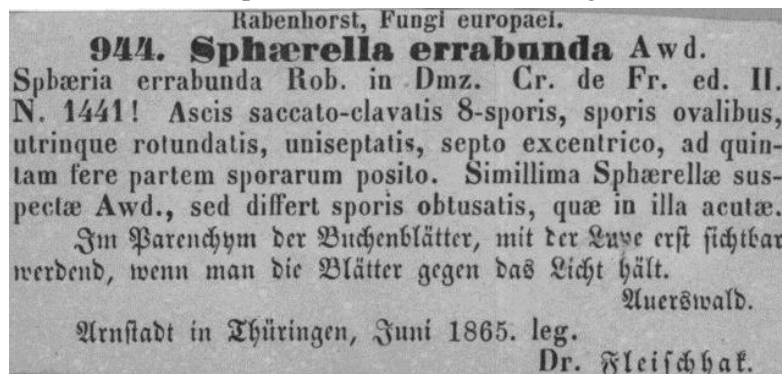 Rabenhorst, Fungi europaei.
944. Sphærella errabunda Awd.
Spbæria errabunda Rob. in Dmz. Cr. de Fr. ed. II.
N. 1441! Ascis saccato-clavatis 8-sporis, sporis ovalibus,
utrinque rotundatis, uniseptatis, septo excentrico, ad quin-
tam fere partem sporarum posito. Simillima Sphærellæ sus-
pectæ Awd., sed differt sporis obtusatis, quæ in illa acutæ.
Im Parenchym der Buchenblätter, mit der Lupe erst sichtbar
werdend, wenn man die Blätter gegen das Licht hält.
Auerswald.
Arnstadt in Thüringen, Juni 1865. leg.
Dr. Fleischhak.